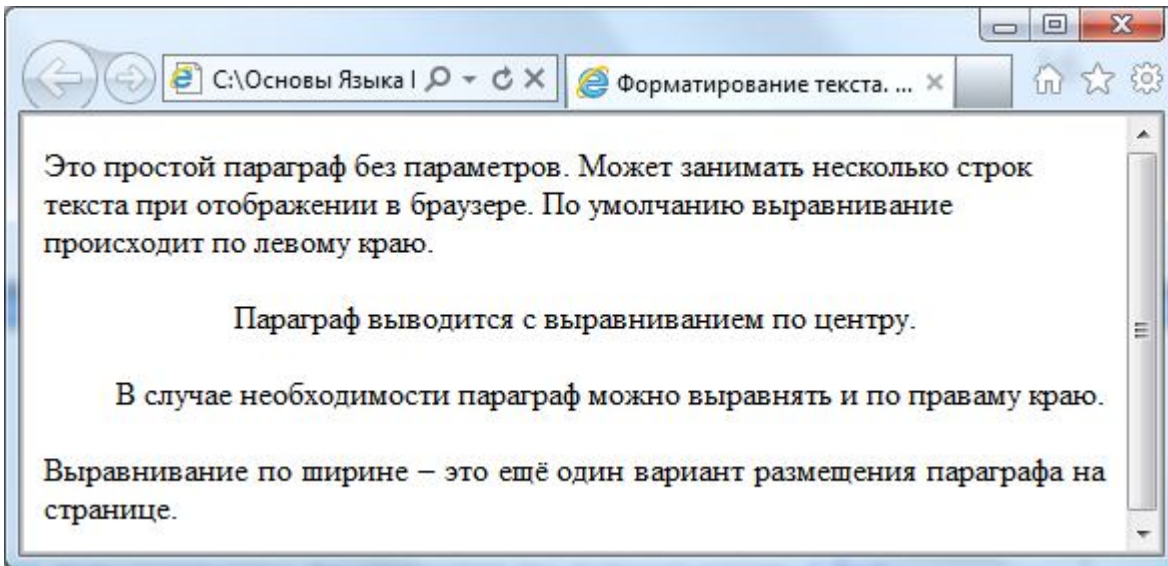 C:\Основы Языка
Форматирование текста. ...
Это простой параграф без параметров. Может занимать несколько строк
текста при отображении в браузере. По умолчанию выравнивание
происходит по левому краю.
Параграф выводится с выравниванием по центру.
В случае необходимости параграф можно выравнять и по праваму краю.
Выравнивание по ширине – это ещё один вариант размещения параграфа на
странице.